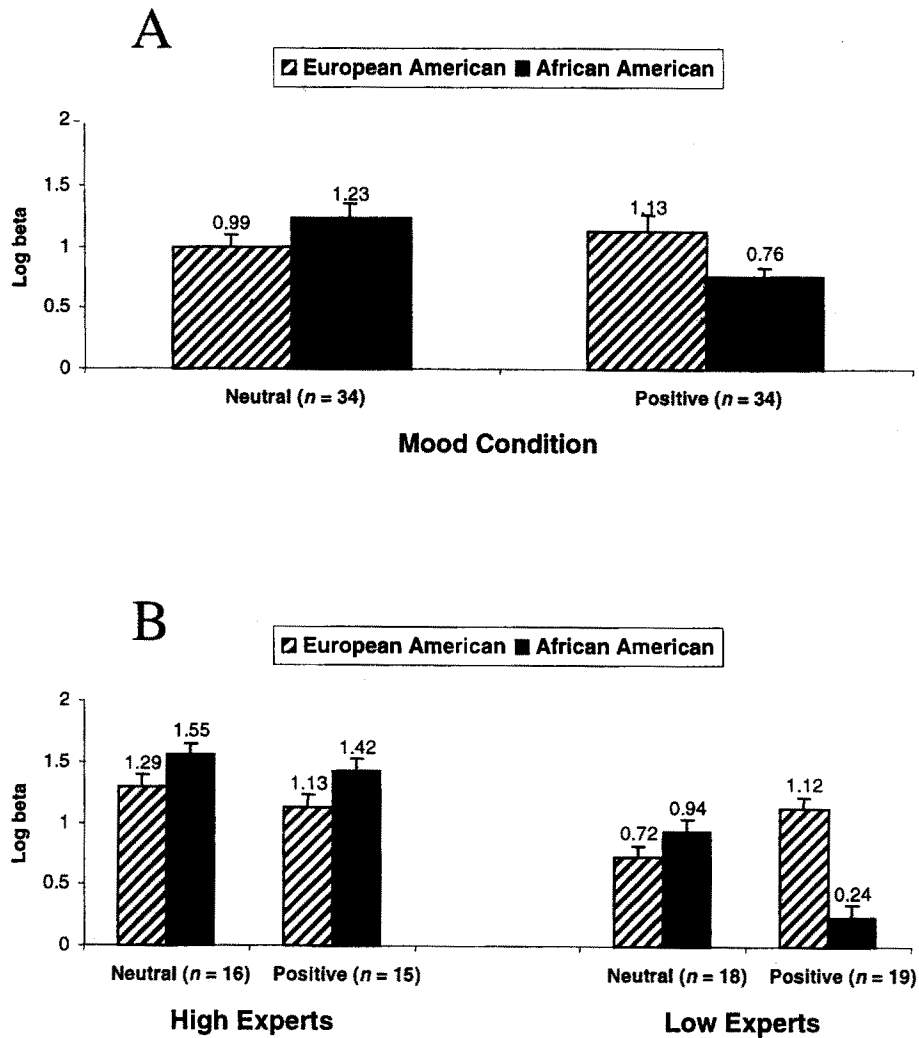 A
European American African American
2
1.5
1
0.5
0
Log beta
0.99
1.23
1.13
0.76
Neutral (n = 34) Positive (n = 34)
Mood Condition
B
European American African American
2
1.5
1
0.5
0
Log beta
1.29
1.55
1.13
1.42
0.72
0.94
1.12
0.24
Neutral (n = 16) Positive (n = 15) Neutral (n = 18) Positive (n = 19)
High Experts Low Experts